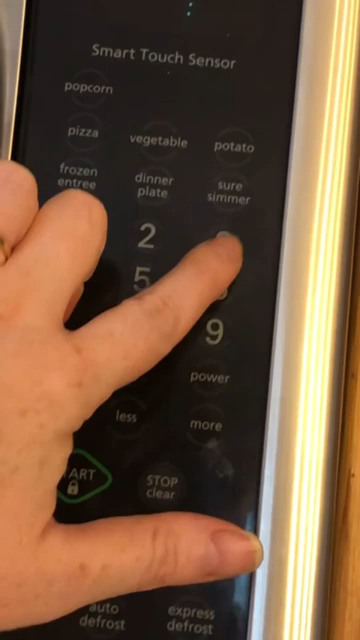 Smart Touch Sensor
popcorn
pizza vegetable potato
frozen entree
dinner plate
sure simmer
2
5
9
power
less more
STOP
clear
auto defrost
express defrost